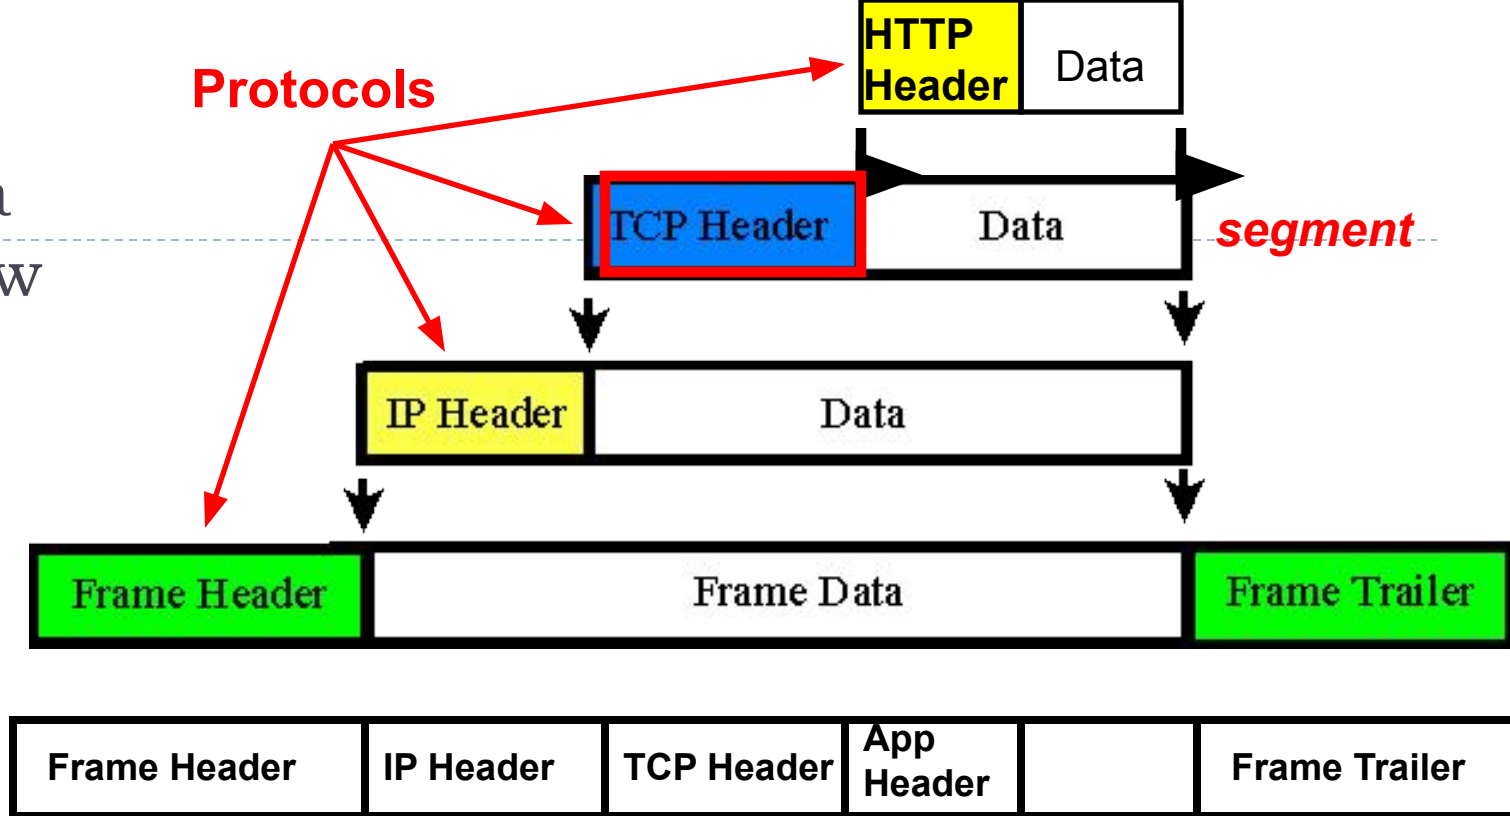 HTTP
Header
Data
Protocols
TCP Header
Data
segment
IP Header
Data
Frame Header
Frame Data
Frame Trailer
Frame Header
IP Header
TCP Header
App
Header
Frame Trailer